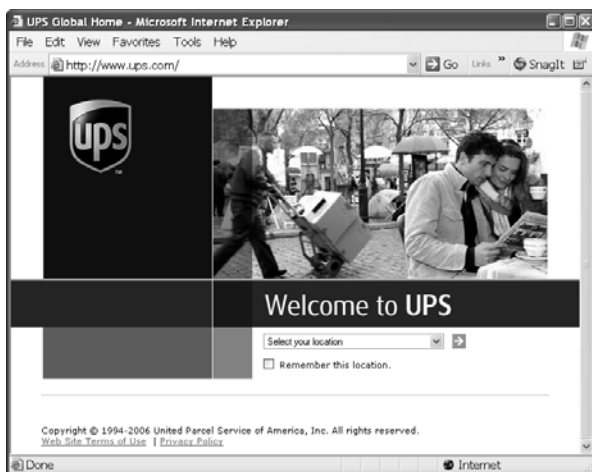 UPS Global Home - Microsoft Internet Explorer
File Edit View Favorites Tools Help
Address http://www.ups.com/ Go Links » SnagIt
ups
TM
Welcome to UPS
Select your location
Remember this location.
Copyright © 1994-2006 United Parcel Service of America, Inc. All rights reserved.
Web Site Terms of Use | Privacy Policy
Done Internet